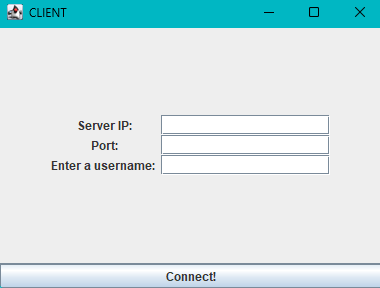 CLIENT
Server IP:
Port:
Enter a username:
Connect!